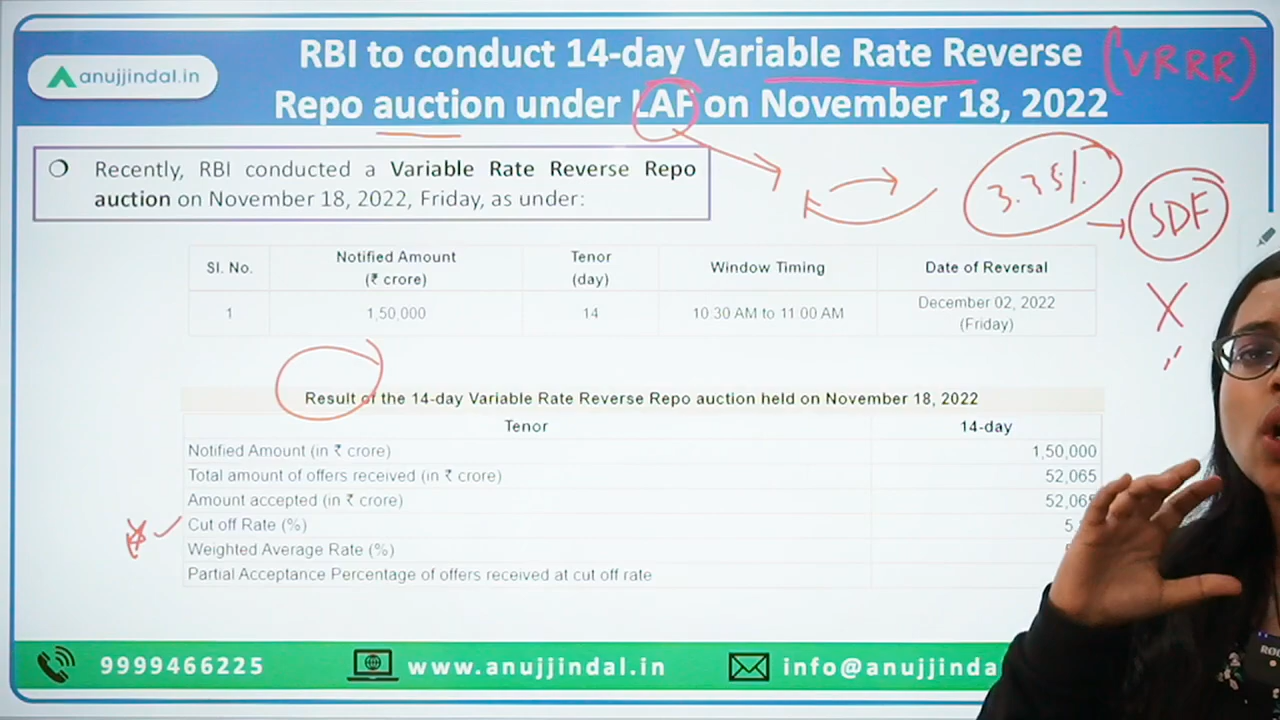 RBI to conduct 14-day Variable Rate Reverse (VRRR)
anujjindal.in
Repo auction under LAF on November 18, 2022
Recently, RBI conducted a Variable Rate Reverse Repo
auction on November 18, 2022, Friday, as under:
3.35%
SDF
Sl. No. Notified Amount (₹ crore) Tenor (day) Window Timing Date of Reversal
1 1,50,000 14 10:30 AM to 11:00 AM December 02, 2022 (Friday)
Result of the 14-day Variable Rate Reverse Repo auction held on November 18, 2022
Tenor 14-day
Notified Amount (in ₹ crore) 1,50,000
Total amount of offers received (in ₹ crore) 52,065
Amount accepted (in ₹ crore) 52,065
Cut off Rate (%) 5
Weighted Average Rate (%)
Partial Acceptance Percentage of offers received at cut off rate
9999466225 www.anujjindal.in info@anujjinda